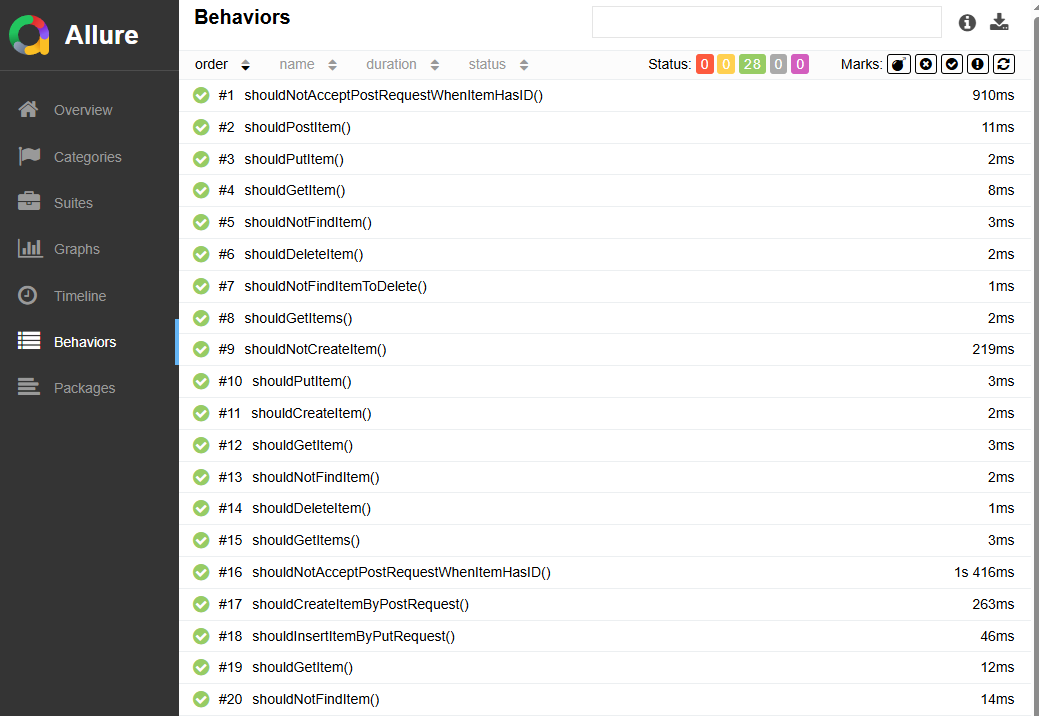 Allure
Overview
Categories
Suites
Graphs
Timeline
Behaviors
Packages
Behaviors
order name duration status Status: 0 0 28 0 0 Marks:
#1 shouldNotAcceptPostRequestWhenItemHasID() 910ms
#2 shouldPostItem() 11ms
#3 shouldPutItem() 2ms
#4 shouldGetItem() 8ms
#5 shouldNotFindItem() 3ms
#6 shouldDeleteItem() 2ms
#7 shouldNotFindItemToDelete() 1ms
#8 shouldGetItems() 2ms
#9 shouldNotCreateItem() 219ms
#10 shouldPutItem() 3ms
#11 shouldCreateItem() 2ms
#12 shouldGetItem() 3ms
#13 shouldNotFindItem() 2ms
#14 shouldDeleteItem() 1ms
#15 shouldGetItems() 3ms
#16 shouldNotAcceptPostRequestWhenItemHasID() 1s 416ms
#17 shouldCreateItemByPostRequest() 263ms
#18 shouldInsertItemByPutRequest() 46ms
#19 shouldGetItem() 12ms
#20 shouldNotFindItem() 14ms